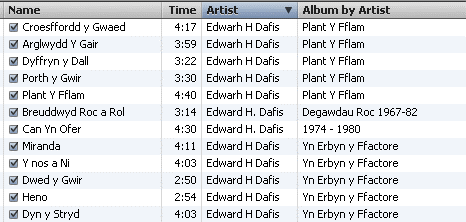 Name Time Artist Album by Artist
Croesffordd y Gwaed 4:17 Edwarh H Dafis Plant Y Fflam
Arglwydd Y Gair 3:59 Edwarh H Dafis Plant Y Fflam
Dyffryn y Dall 3:22 Edwarh H Dafis Plant Y Fflam
Porth y Gwir 3:30 Edwarh H Dafis Plant Y Fflam
Plant Y Fflam 4:40 Edwarh H Dafis Plant Y Fflam
Breuddwyd Roc a Rol 3:14 Edward H. Dafis Degawdau Roc 1967-82
Can Yn Ofer 4:30 Edward H. Dafis 1974 - 1980
Miranda 4:11 Edward H Dafis Yn Erbyn y Ffactore
Y nos a Ni 4:03 Edward H Dafis Yn Erbyn y Ffactore
Dwed y Gwir 2:50 Edward H Dafis Yn Erbyn y Ffactore
Heno 2:54 Edward H Dafis Yn Erbyn y Ffactore
Dyn y Stryd 4:03 Edward H Dafis Yn Erbyn y Ffactore